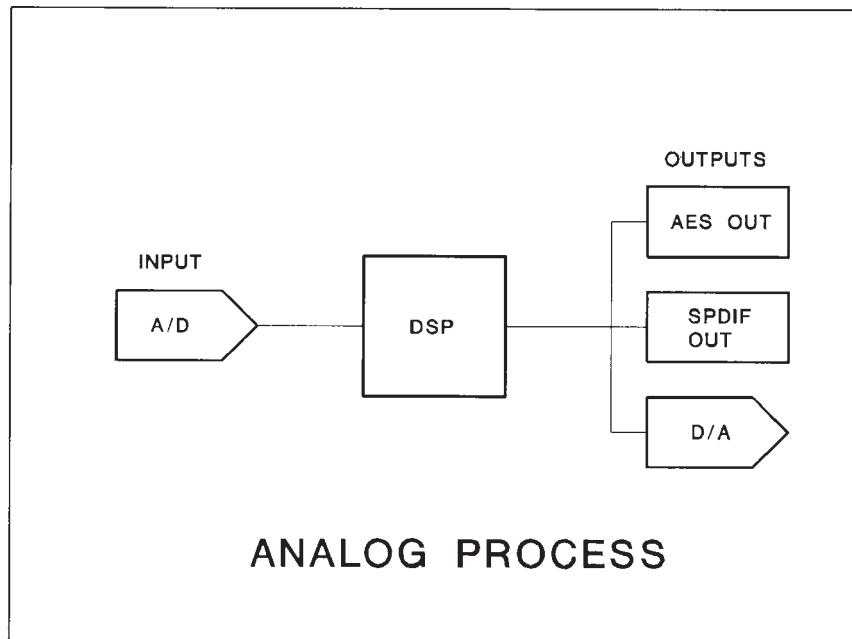 OUTPUTS
AES OUT
INPUT
A/D
DSP
SPDIF
OUT
D/A
ANALOG PROCESS